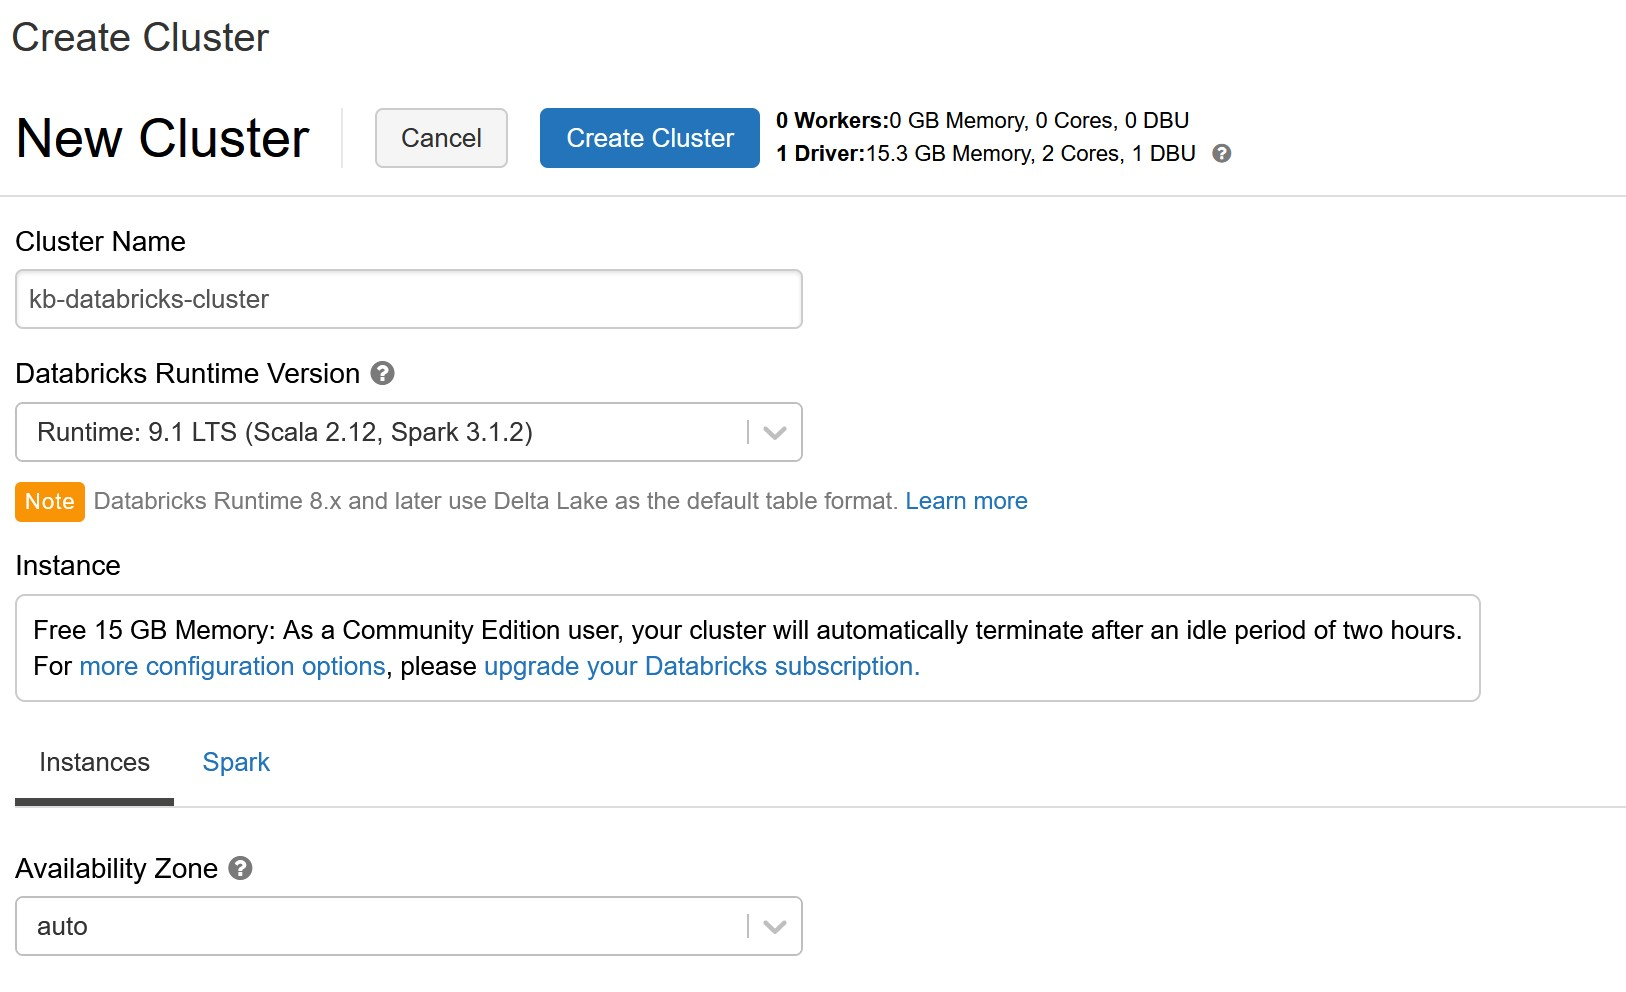 Create Cluster
New Cluster
Cancel
Create Cluster
0 Workers:0 GB Memory, 0 Cores, 0 DBU
1 Driver:15.3 GB Memory, 2 Cores, 1 DBU ?
Cluster Name
kb-databricks-cluster
Databricks Runtime Version ?
Runtime: 9.1 LTS (Scala 2.12, Spark 3.1.2)
Note Databricks Runtime 8.x and later use Delta Lake as the default table format. Learn more
Instance
Free 15 GB Memory: As a Community Edition user, your cluster will automatically terminate after an idle period of two hours.
For more configuration options, please upgrade your Databricks subscription.
Instances Spark
Availability Zone ?
auto